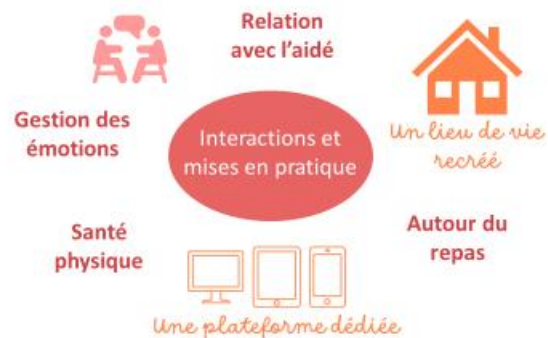 Relation
avec l'aidé
Gestion des
émotions
Interactions et
mises en pratique
Un lieu de vie
recréé
Santé
physique
Autour du
repas
Une plateforme dédiée